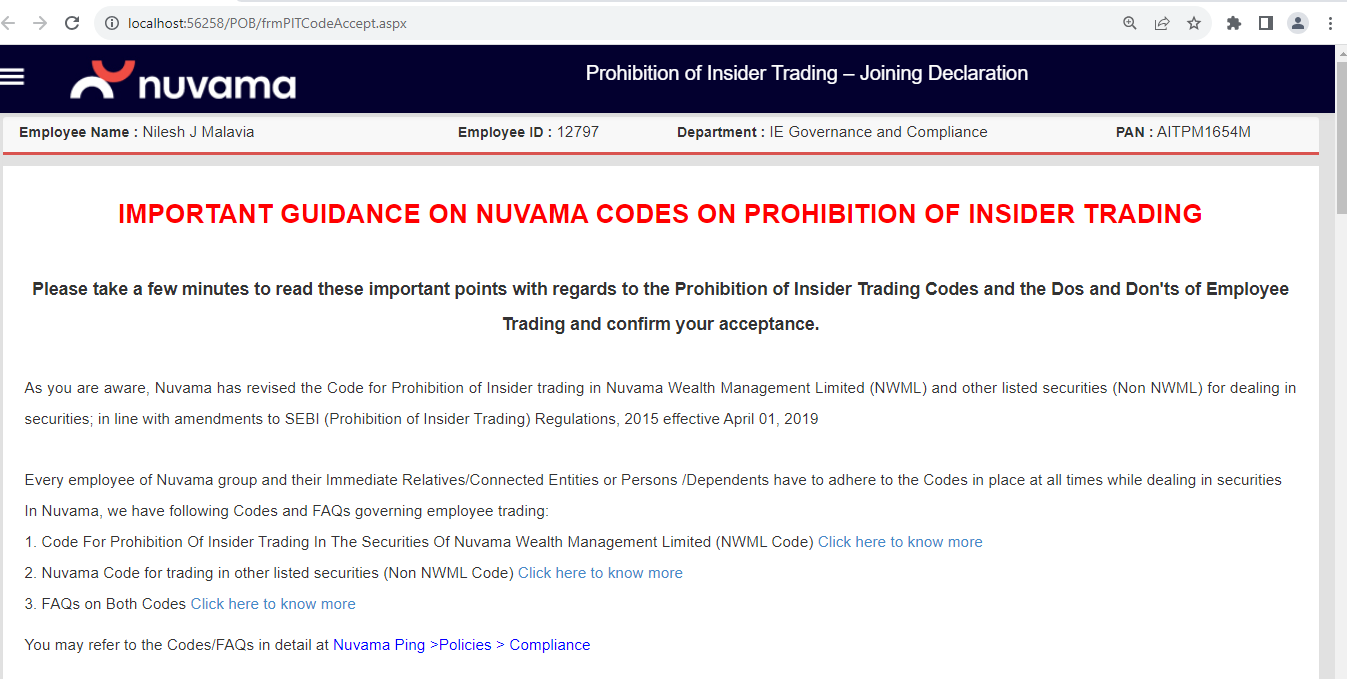 localhost:56258/POB/frmPITCodeAccept.aspx
nuvama
Prohibition of Insider Trading – Joining Declaration
Employee Name : Nilesh J Malavia Employee ID : 12797 Department : IE Governance and Compliance PAN : AITPM1654M
IMPORTANT GUIDANCE ON NUVAMA CODES ON PROHIBITION OF INSIDER TRADING
Please take a few minutes to read these important points with regards to the Prohibition of Insider Trading Codes and the Dos and Don'ts of Employee
Trading and confirm your acceptance.
As you are aware, Nuvama has revised the Code for Prohibition of Insider trading in Nuvama Wealth Management Limited (NWML) and other listed securities (Non NWML) for dealing in
securities; in line with amendments to SEBI (Prohibition of Insider Trading) Regulations, 2015 effective April 01, 2019
Every employee of Nuvama group and their Immediate Relatives/Connected Entities or Persons /Dependents have to adhere to the Codes in place at all times while dealing in securities
In Nuvama, we have following Codes and FAQs governing employee trading:
1. Code For Prohibition Of Insider Trading In The Securities Of Nuvama Wealth Management Limited (NWML Code) Click here to know more
2. Nuvama Code for trading in other listed securities (Non NWML Code) Click here to know more
3. FAQs on Both Codes Click here to know more
You may refer to the Codes/FAQs in detail at Nuvama Ping >Policies > Compliance